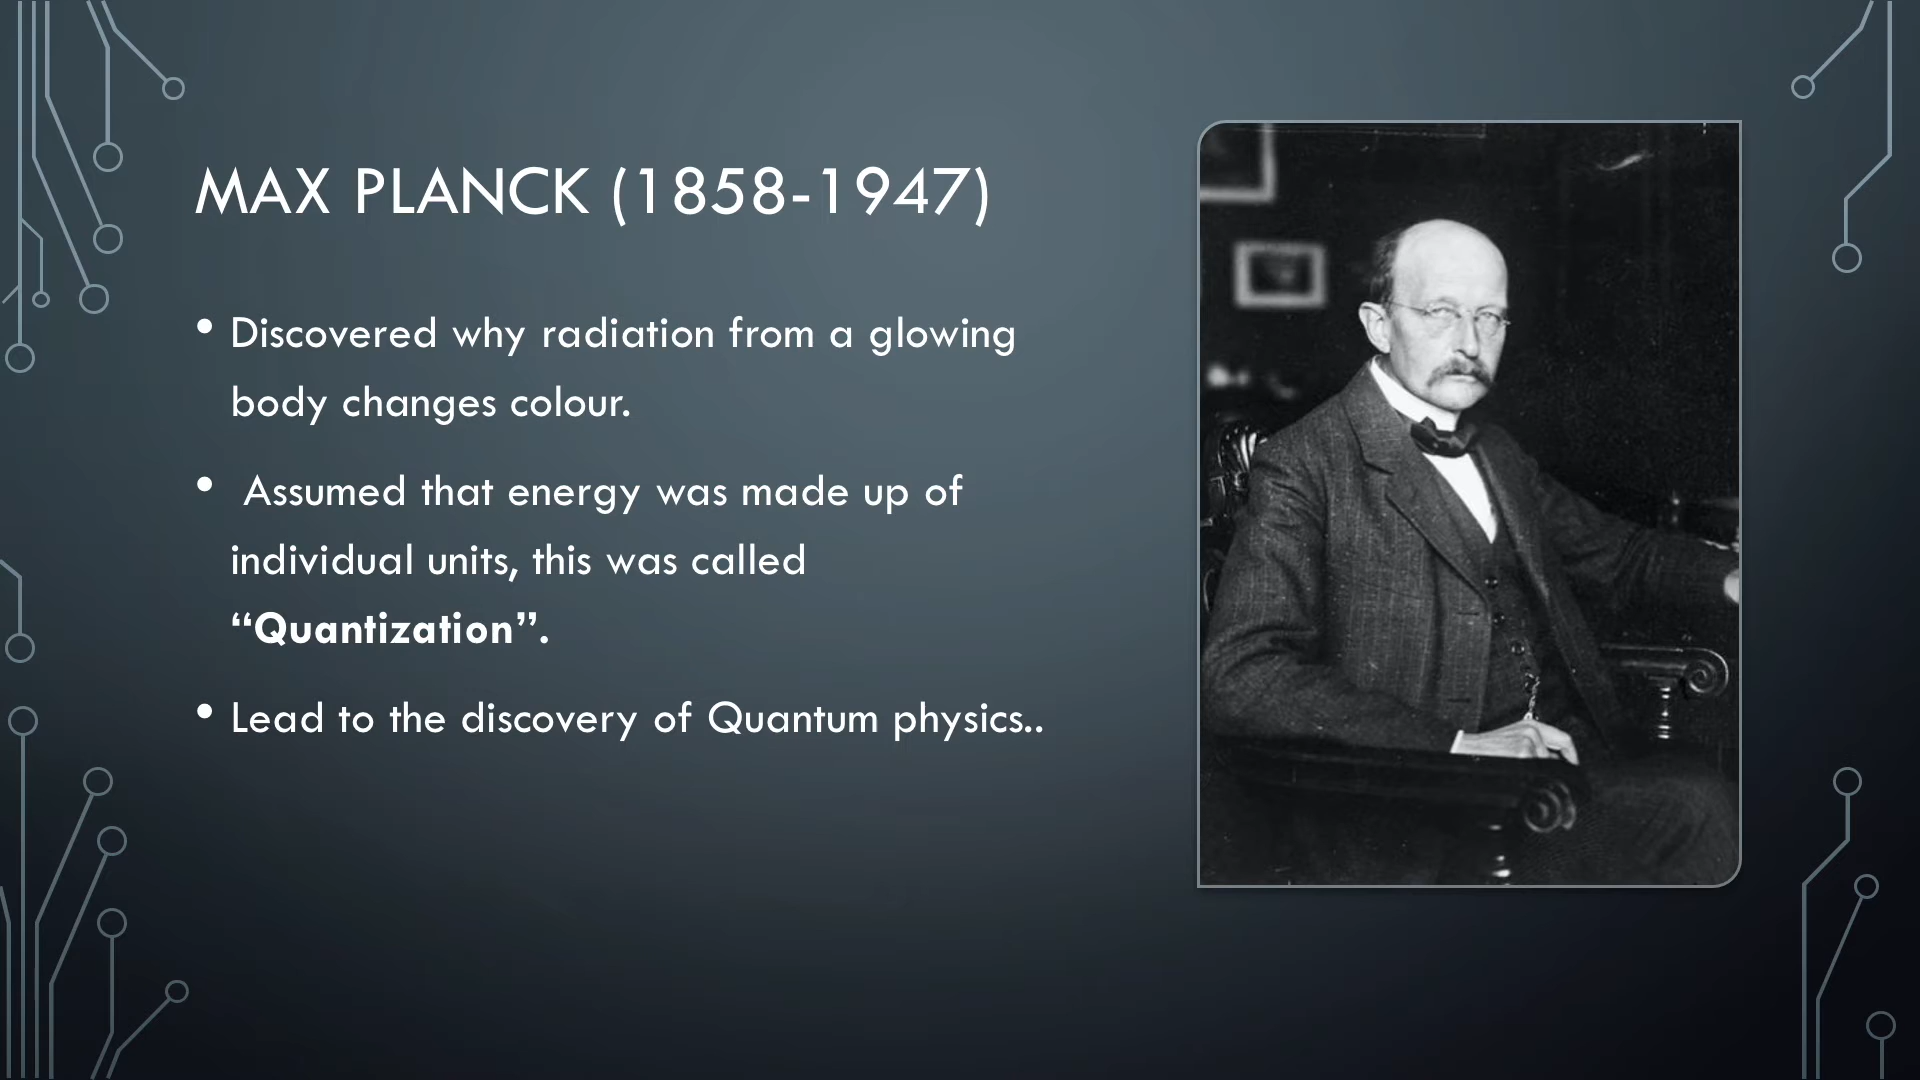 MAX PLANCK (1858-1947)
• Discovered why radiation from a glowing
body changes colour.
• Assumed that energy was made up of
individual units, this was called
“Quantization”.
• Lead to the discovery of Quantum physics..